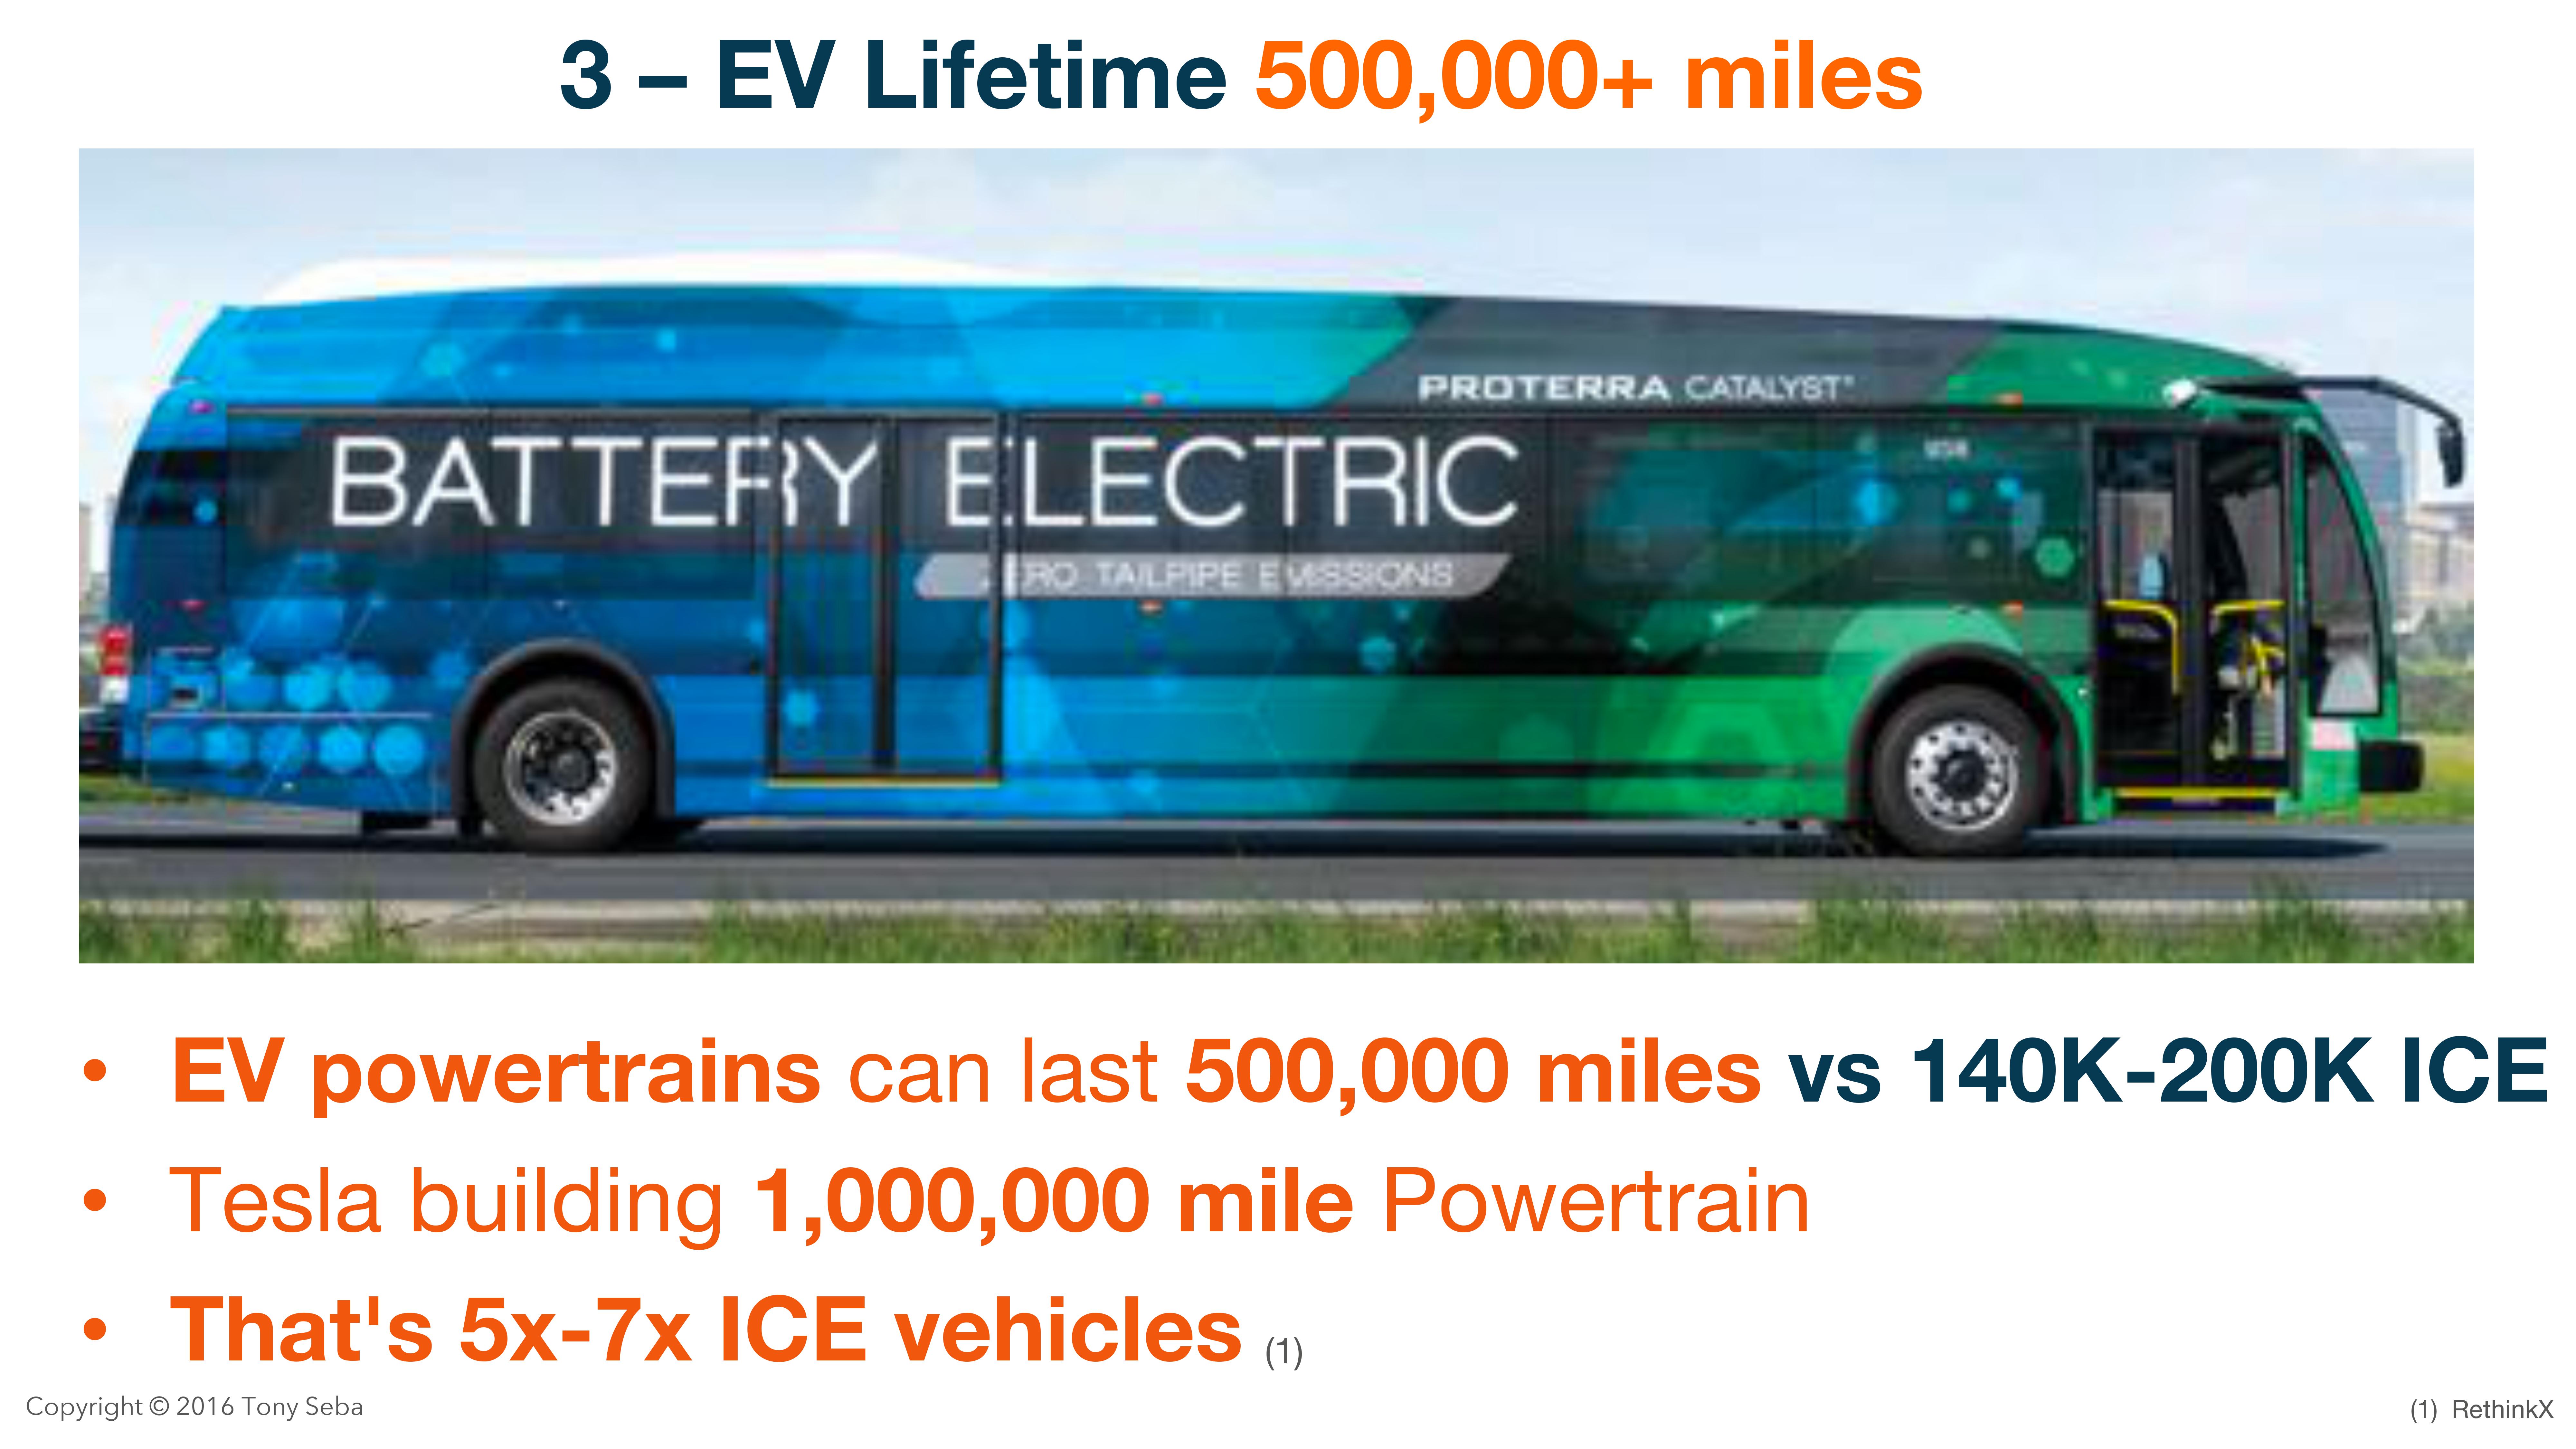 3 – EV Lifetime 500,000+ miles
PROTERRA CATALYST
BATTERY ELECTRIC
ZERO TAILPIPE EMISSIONS
• EV powertrains can last 500,000 miles vs 140K-200K ICE
• Tesla building 1,000,000 mile Powertrain
• That's 5x-7x ICE vehicles (1)
Copyright © 2016 Tony Seba
(1) RethinkX